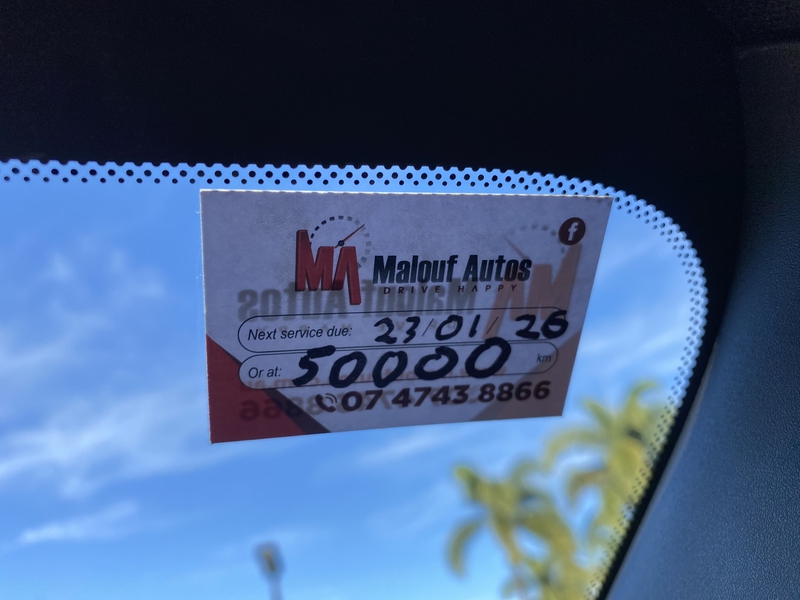 f
MA
Malouf Autos
DRIVE HAPPY
Next service due: 23/01/26
Or at: 50000 km
07 4743 8866